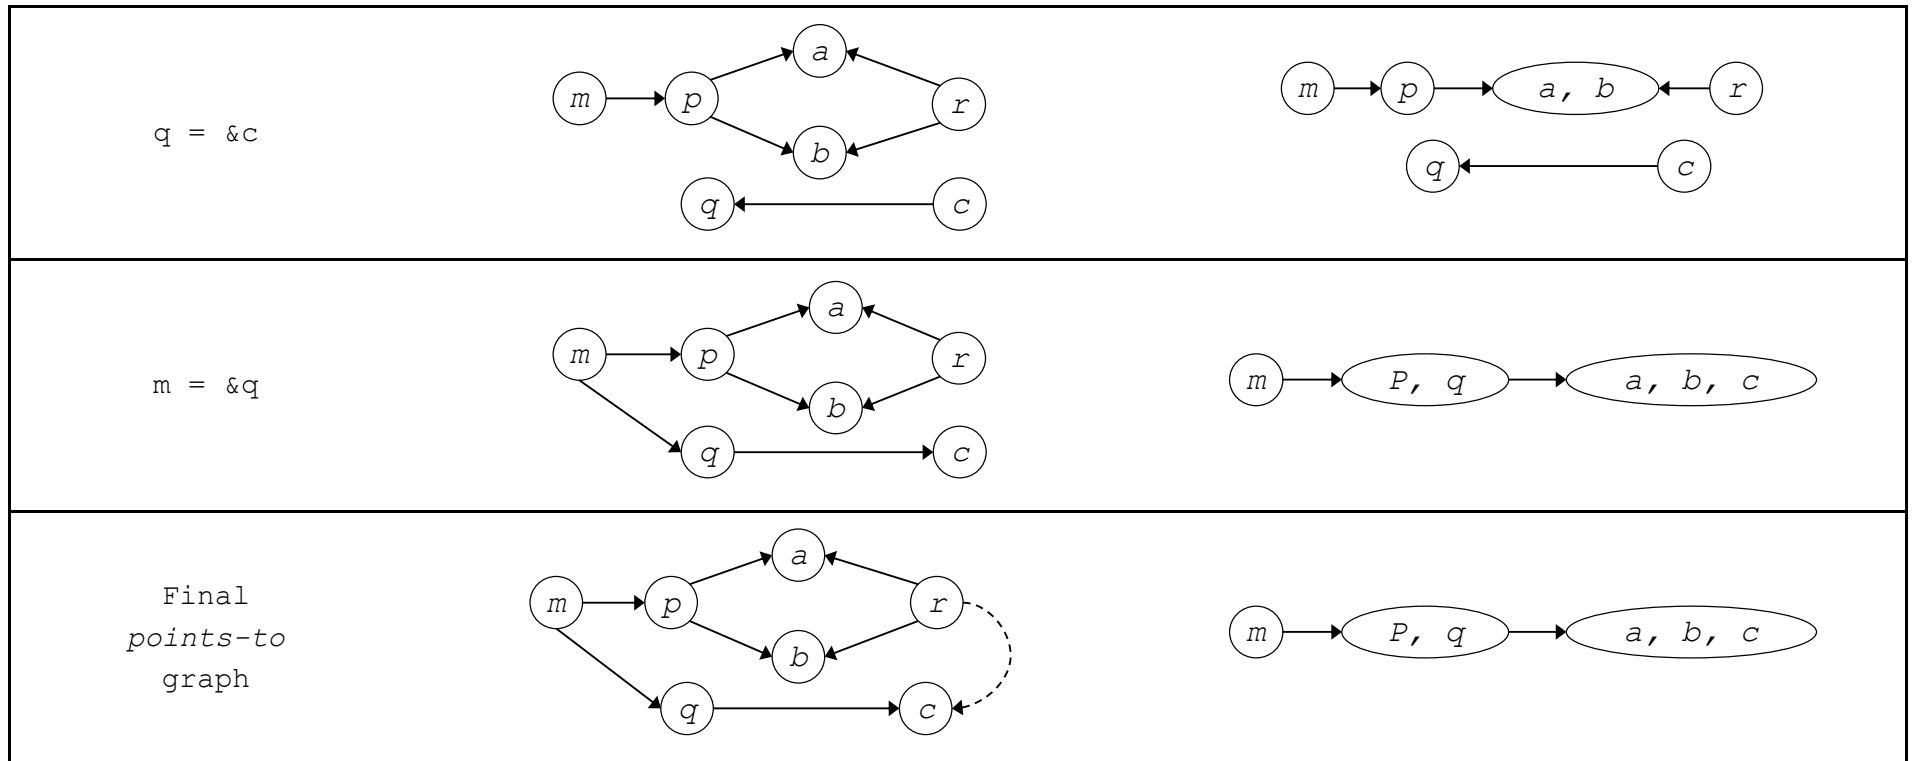 q = &c
m
p
a
r
b
q
c
m
p
a, b
r
q
c
m = &q
m
p
a
r
b
q
c
m
P, q
a, b, c
Final
points-to
graph
m
p
a
r
b
q
c
m
P, q
a, b, c